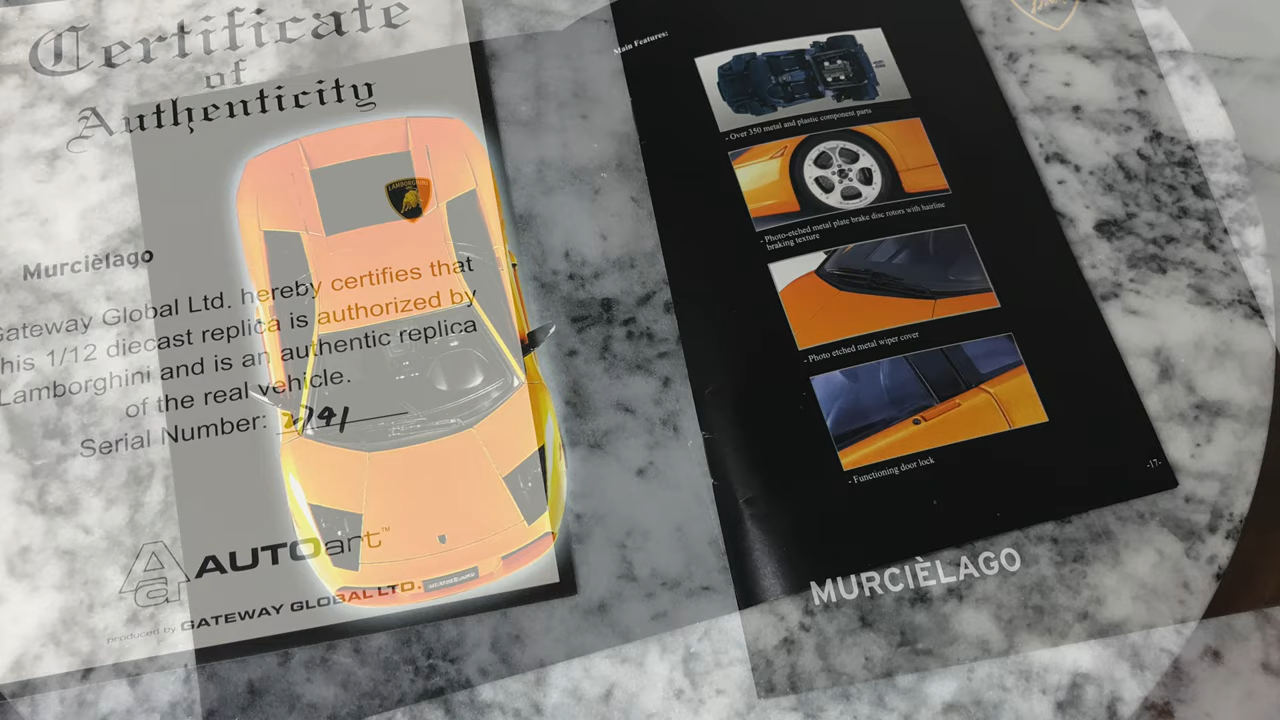 Certificate
of
Authenticity
LAMBORGHINI
Murcièlago
Gateway Global Ltd. hereby certifies that
this 1/12 diecast replica is authorized by
Lamborghini and is an authentic replica
of the real vehicle.
Serial Number:
AUTOart™
produced by GATEWAY GLOBAL LTD.
Main Features:
- Over 350 metal and plastic component parts
- Photo-etched metal plate brake disc rotors with hairline
braking texture
- Photo etched metal wiper cover
- Functioning door lock
-17-
MURCIÈLAGO